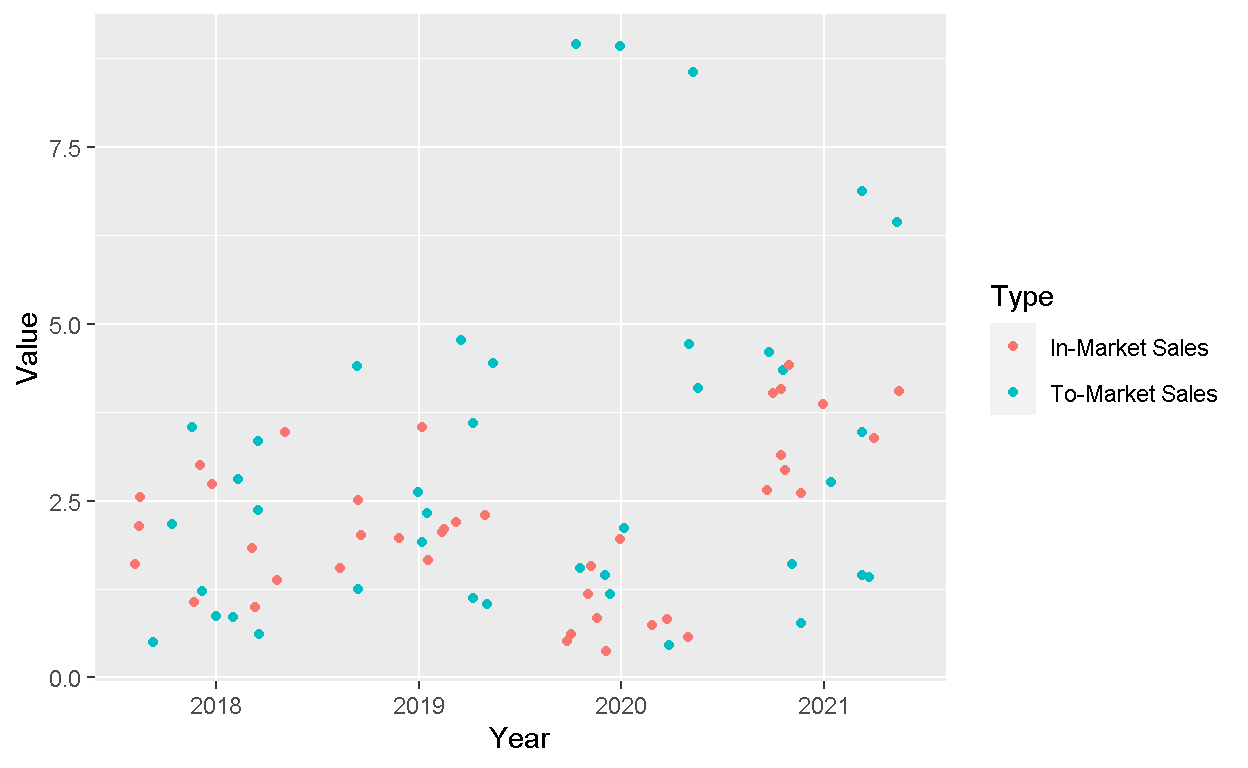 7.5
5.0
2.5
0.0
Value
2018 2019 2020 2021
Year
Type
In-Market Sales
To-Market Sales